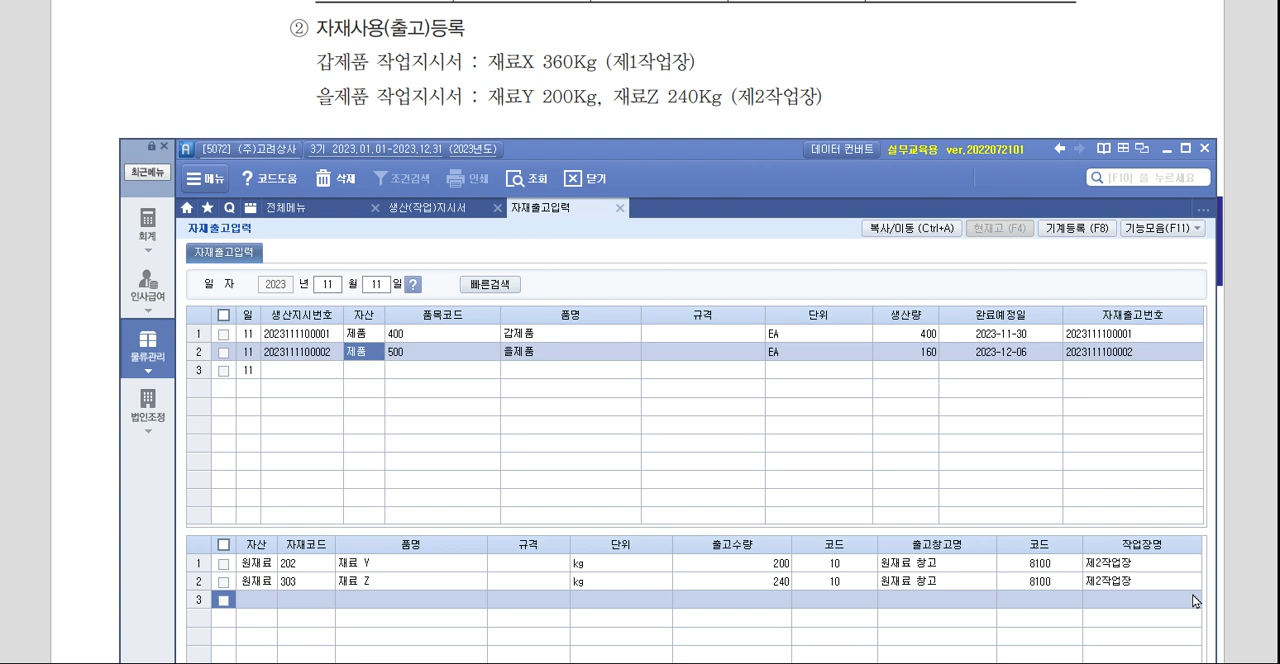 ② 자재사용(출고)등록
갑제품 작업지시서 : 재료X 360Kg (제1작업장)
을제품 작업지시서 : 재료Y 200Kg, 재료Z 240Kg (제2작업장)
최근메뉴
[5072] (주)고려상사 3기 2023.01.01-2023.12.31 (2023년도) 데이터 컨버트 실무교육용 ver.2022072101
메뉴 코드도움 삭제 조건검색 인쇄 조회 닫기 [F10] 을 누르세요
전체메뉴 생산(작업)지시서 자재출고입력
자재출고입력 복사/이동 (Ctrl+A) 현재고 (F4) 기계등록 (F8) 기능모음(F11)
자재출고입력
회계
인사급여
물류관리
법인조정
일 자 2023 년 11 월 11 일 ? 빠른검색
일 생산지시번호 자산 품목코드 품명 규격 단위 생산량 완료예정일 자재출고번호
1 11 2023111100001 제품 400 갑제품 EA 400 2023-11-30 2023111100001
2 11 2023111100002 제품 500 을제품 EA 160 2023-12-06 2023111100002
3 11
자산 자재코드 품명 규격 단위 출고수량 코드 출고창고명 코드 작업장명
1 원재료 202 재료 Y kg 200 10 원재료 창고 8100 제2작업장
2 원재료 303 재료 Z kg 240 10 원재료 창고 8100 제2작업장
3